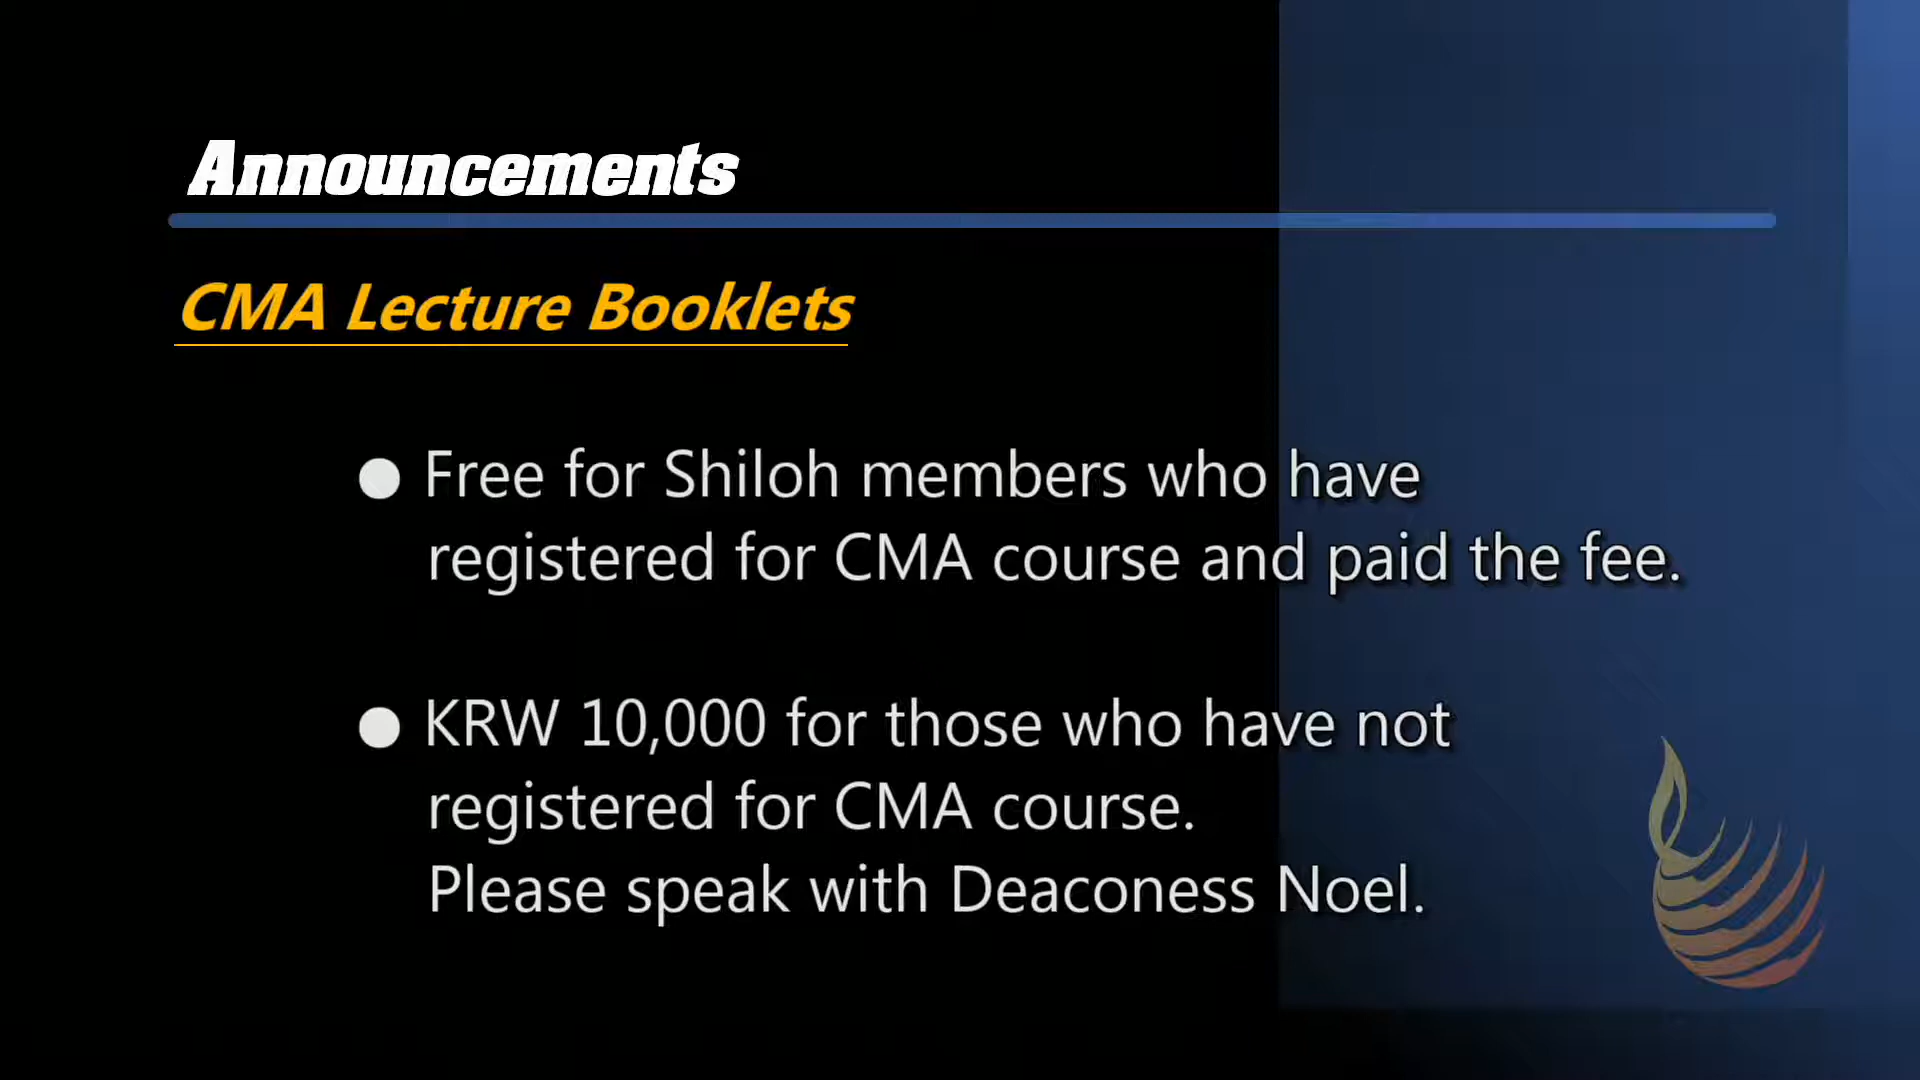 Announcements
CMA Lecture Booklets
● Free for Shiloh members who have
registered for CMA course and paid the fee.
● KRW 10,000 for those who have not
registered for CMA course.
Please speak with Deaconess Noel.